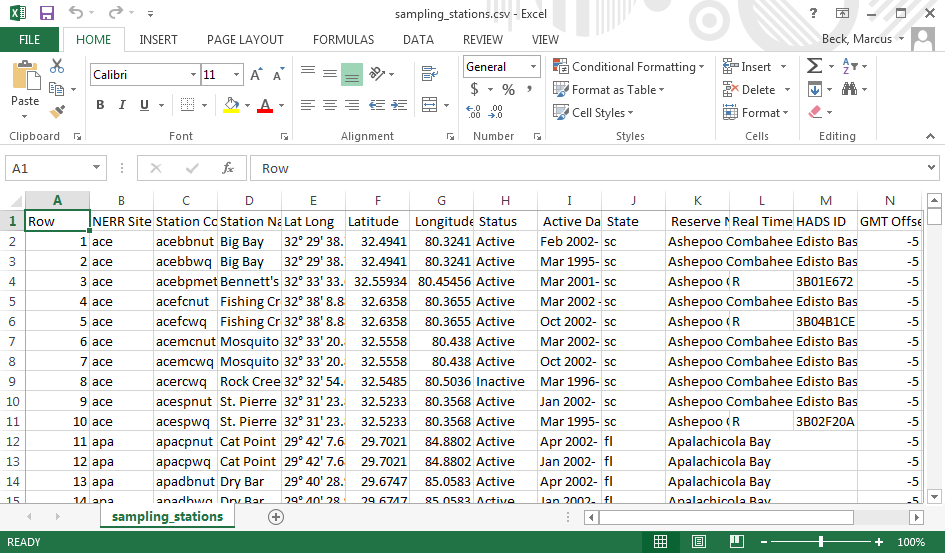 sampling_stations.csv - Excel
FILE HOME INSERT PAGE LAYOUT FORMULAS DATA REVIEW VIEW Beck, Marcus
Paste Calibri 11 General Conditional Formatting Insert
B I U $ % , Format as Table Delete
Cell Styles Format
Clipboard Font Alignment Number Styles Cells Editing
A1 fx Row
A B C D E F G H I J K L M N
1 Row NERR Site Station Co Station Na Lat Long Latitude Longitude Status Active Da State Reserve N Real Time HADS ID GMT Offse
2 1 ace acebbnut Big Bay 32° 29' 38. 32.4941 80.3241 Active Feb 2002- sc Ashepoo Combahee Edisto Bas -5
3 2 ace acebbwq Big Bay 32° 29' 38. 32.4941 80.3241 Active Mar 1995- sc Ashepoo Combahee Edisto Bas -5
4 3 ace acebpmet Bennett's 32° 33' 33. 32.55934 80.45456 Active Mar 2001- sc Ashepoo R 3B01E672 -5
5 4 ace acefcnut Fishing Cr 32° 38' 8.8 32.6358 80.3655 Active Mar 2002 - sc Ashepoo Combahee Edisto Bas -5
6 5 ace acefcwq Fishing Cr 32° 38' 8.8 32.6358 80.3655 Active Oct 2002- sc Ashepoo R 3B04B1CE -5
7 6 ace acemcnut Mosquito 32° 33' 20. 32.5558 80.438 Active Mar 2002- sc Ashepoo Combahee Edisto Bas -5
8 7 ace acemcwq Mosquito 32° 33' 20. 32.5558 80.438 Active Oct 2002- sc Ashepoo Combahee Edisto Bas -5
9 8 ace acercwq Rock Cree 32° 32' 54. 32.5485 80.5036 Inactive Mar 1996- sc Ashepoo Combahee Edisto Bas -5
10 9 ace acespnut St. Pierre 32° 31' 23. 32.5233 80.3568 Active Jan 2002- sc Ashepoo Combahee Edisto Bas -5
11 10 ace acespwq St. Pierre 32° 31' 23. 32.5233 80.3568 Active Mar 1995- sc Ashepoo R 3B02F20A -5
12 11 apa apacpnut Cat Point 29° 42' 7.6 29.7021 84.8802 Active Apr 2002- fl Apalachicola Bay -5
13 12 apa apacpwq Cat Point 29° 42' 7.6 29.7021 84.8802 Active Jan 2002- fl Apalachicola Bay -5
14 13 apa apadbnut Dry Bar 29° 40' 28. 29.6747 85.0583 Active Apr 2002- fl Apalachicola Bay -5
15 14 apa apadbwq Dry Bar 29° 40' 28. 29.6747 85.0583 Active Jan 2002- fl Apalachicola Bay -5
sampling_stations
READY 100%